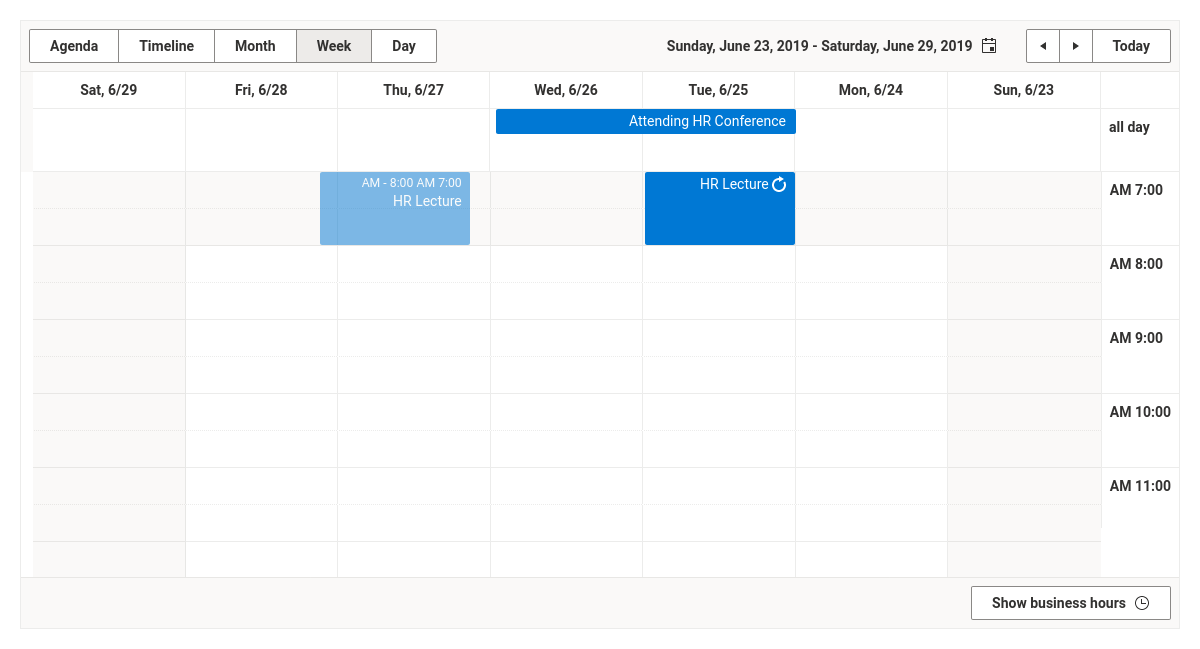 Agenda Timeline Month Week Day Sunday, June 23, 2019 - Saturday, June 29, 2019 Today
Sat, 6/29 Fri, 6/28 Thu, 6/27 Wed, 6/26 Tue, 6/25 Mon, 6/24 Sun, 6/23
Attending HR Conference all day
AM - 8:00 AM 7:00 HR Lecture AM 7:00
HR Lecture
AM 8:00
AM 9:00
AM 10:00
AM 11:00
Show business hours